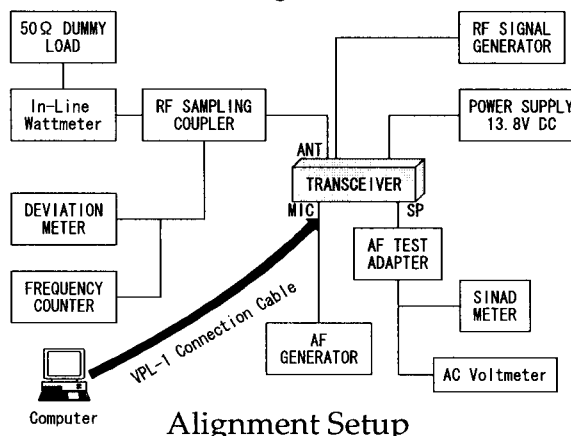 50Ω DUMMY
LOAD
RF SIGNAL
GENERATOR
In-Line
Wattmeter
RF SAMPLING
COUPLER
POWER SUPPLY
13.8V DC
ANT
TRANSCEIVER
MIC
SP
DEVIATION
METER
AF TEST
ADAPTER
FREQUENCY
COUNTER
SINAD
METER
VPL-1 Connection Cable
AF
GENERATOR
AC Voltmeter
Computer
Alignment Setup